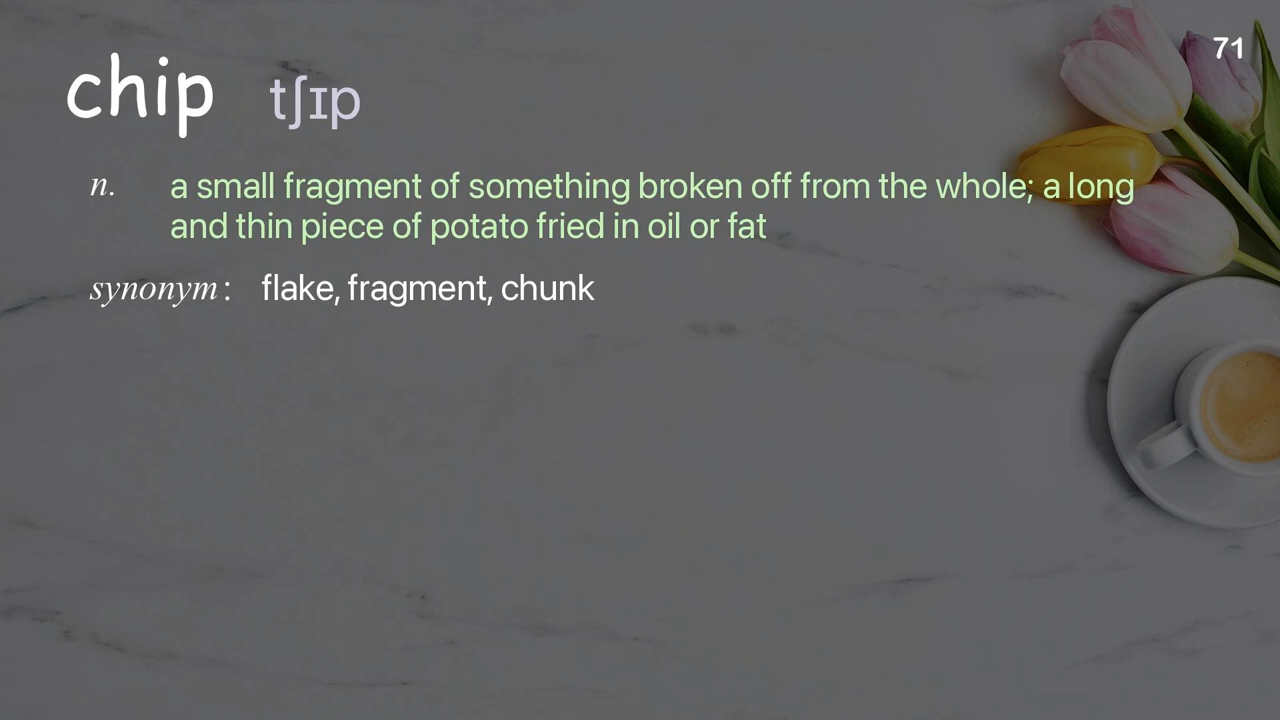 71
chip tʃɪp
n. a small fragment of something broken off from the whole; a long
and thin piece of potato fried in oil or fat
synonym: flake, fragment, chunk